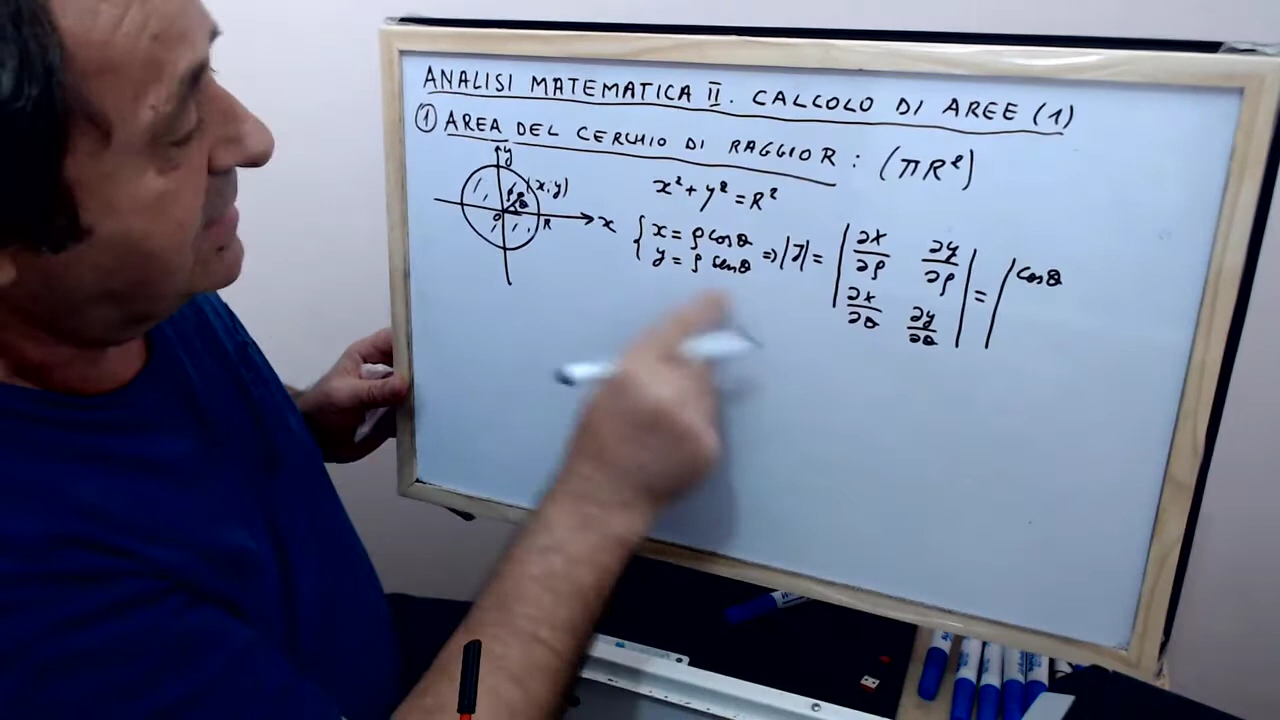 ANALISI MATEMATICA II. CALCOLO DI AREE (1)
① AREA DEL CERCHIO DI RAGGIO R : (πR²)
y
(x,y)
ρ
θ
O
R
x
x² + y² = R²
{ x = ρ cosθ
y = ρ senθ
⇒ |J| = | ∂x/∂ρ ∂y/∂ρ
∂x/∂θ ∂y/∂θ | = | cosθ